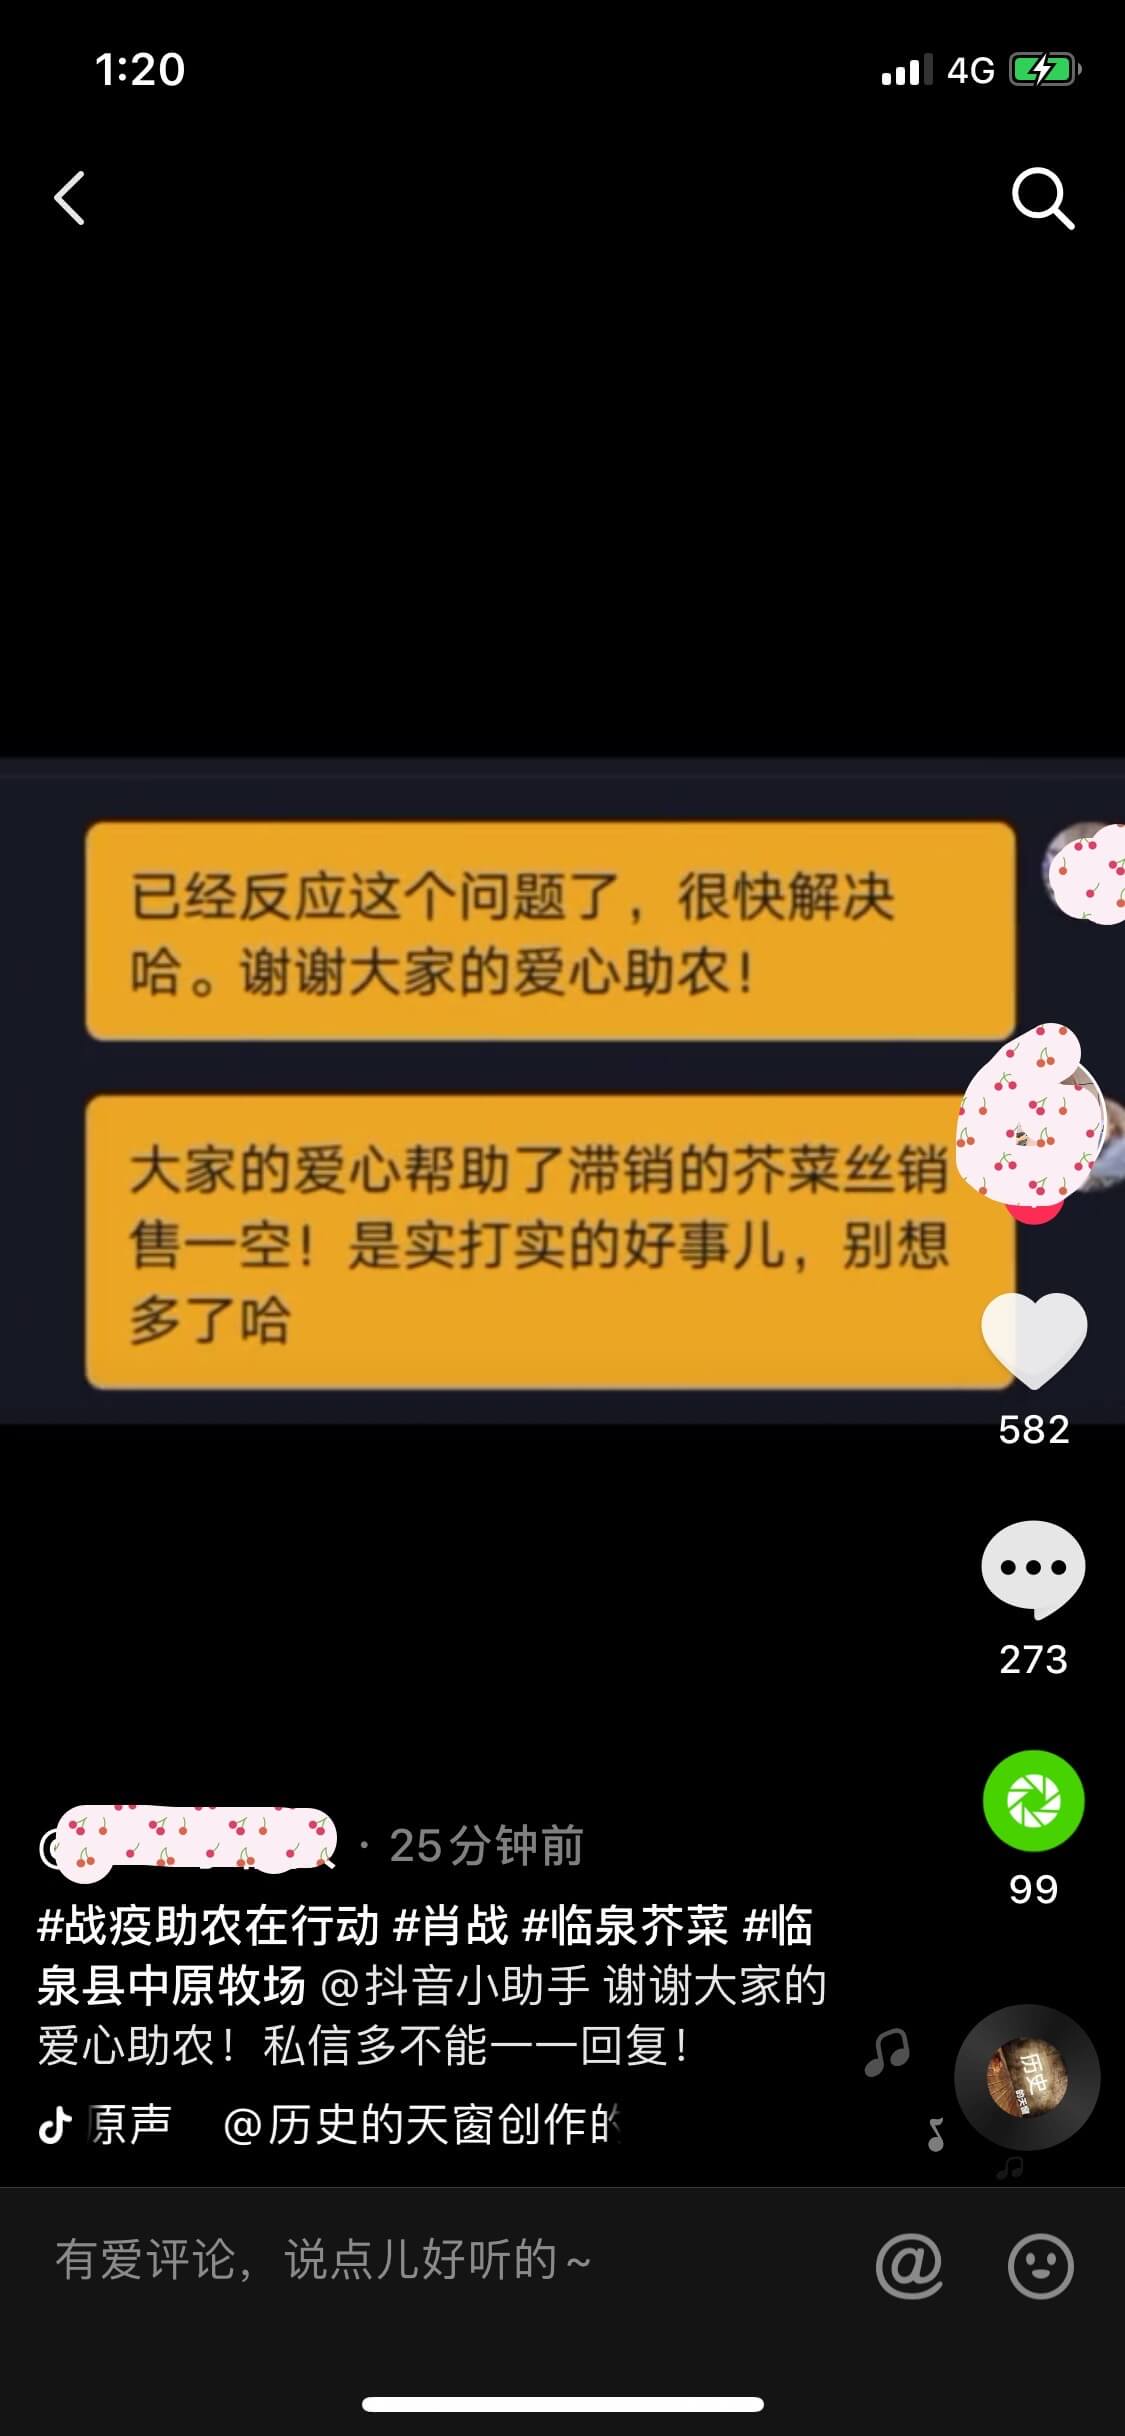 1:20
4G
已经反应这个问题了，很快解决
哈。谢谢大家的爱心助农！
大家的爱心帮助了滞销的芥菜丝销
售一空！是实打实的好事儿，别想
多了哈
582
273
99
· 25分钟前
#战疫助农在行动 #肖战 #临泉芥菜 #临
泉县中原牧场 @抖音小助手 谢谢大家的
爱心助农！私信多不能一一回复！
原声 @历史的天窗创作的
历史
的天窗
有爱评论，说点儿好听的~